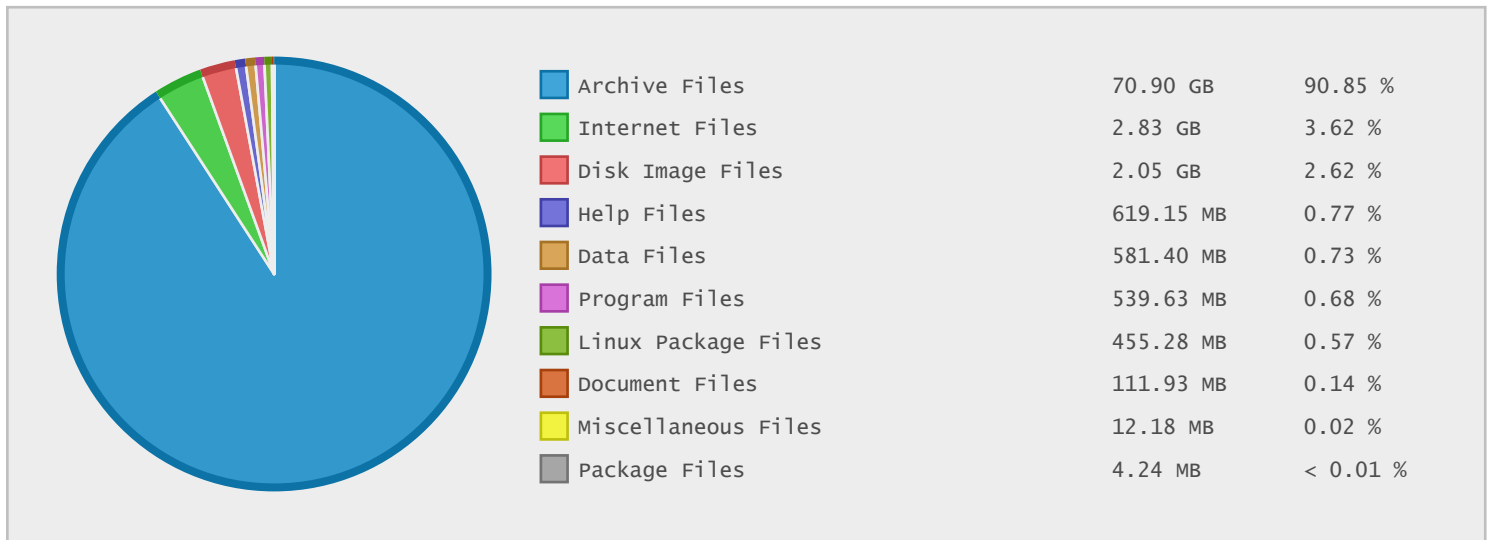 Archive Files 70.90 GB 90.85 %
Internet Files 2.83 GB 3.62 %
Disk Image Files 2.05 GB 2.62 %
Help Files 619.15 MB 0.77 %
Data Files 581.40 MB 0.73 %
Program Files 539.63 MB 0.68 %
Linux Package Files 455.28 MB 0.57 %
Document Files 111.93 MB 0.14 %
Miscellaneous Files 12.18 MB 0.02 %
Package Files 4.24 MB < 0.01 %